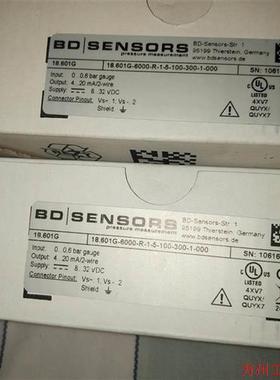 BD|SENSORS
pressure measurement
BD-Sensors-Str. 1
95199 Thierstein, Germany
www.bdsensors.de
18.601G
18.601G-6000-R-1-5-100-300-1-000
SN: 1061
Input: 0...0,6 bar gauge
Output: 4...20 mA/2-wire
Supply: 8...32 VDC
Connector Pinout: Vs+: 1, Vs-: 2
Shield:
UL
LISTED
4XV7
QUYX
QUYX7
BD|SENSORS
pressure measurement
BD-Sensors-Str. 1
95199 Thierstein, Germany
www.bdsensors.de
18.601G
18.601G-6000-R-1-5-100-300-1-000
SN: 10616
Input: 0...0,6 bar gauge
Output: 4...20 mA/2-wire
Supply: 8...32 VDC
Connector Pinout: Vs+: 1, Vs-: 2
Shield:
UL
LISTED
4XV7
QUYX
QUYX7